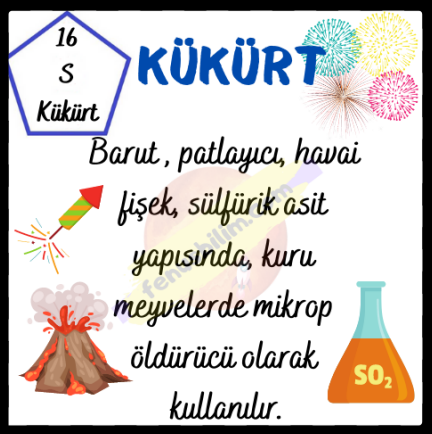 16
S
Kükürt
KÜKÜRT
Barut, patlayıcı, havai
fişek, sülfürik asit
yapısında, kuru
meyvelerde mikrop
öldürücü olarak
kullanılır.
SO₂